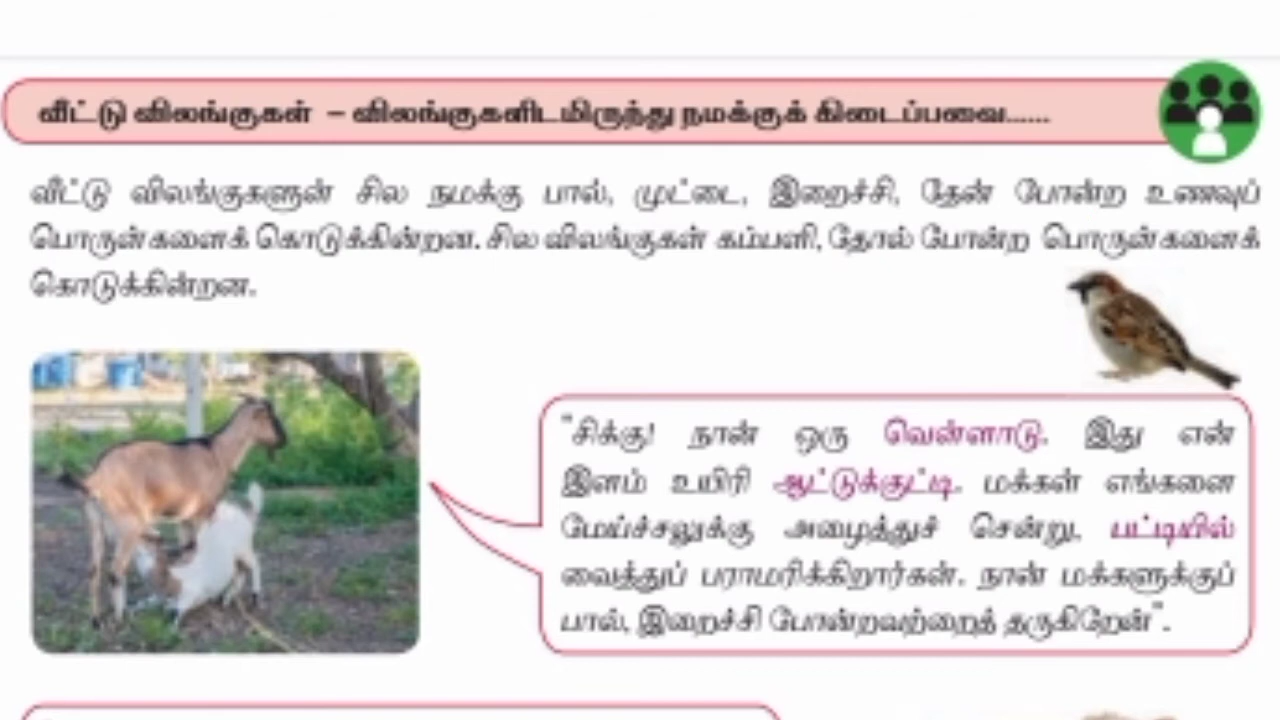 வீட்டு விலங்குகள் – விலங்குகளிடமிருந்து நமக்குக் கிடைப்பவை......
வீட்டு விலங்குகளுள் சில நமக்கு பால், முட்டை, இறைச்சி, தேன் போன்ற உணவுப்
பொருள்களைக் கொடுக்கின்றன. சில விலங்குகள் கம்பளி, தோல் போன்ற பொருள்களைக்
கொடுக்கின்றன.
"சிக்கு! நான் ஒரு வெள்ளாடு. இது என்
இளம் உயிரி ஆட்டுக்குட்டி. மக்கள் எங்களை
மேய்ச்சலுக்கு அழைத்துச் சென்று, பட்டியில்
வைத்துப் பராமரிக்கிறார்கள். நான் மக்களுக்குப்
பால், இறைச்சி போன்றவற்றைத் தருகிறேன்".